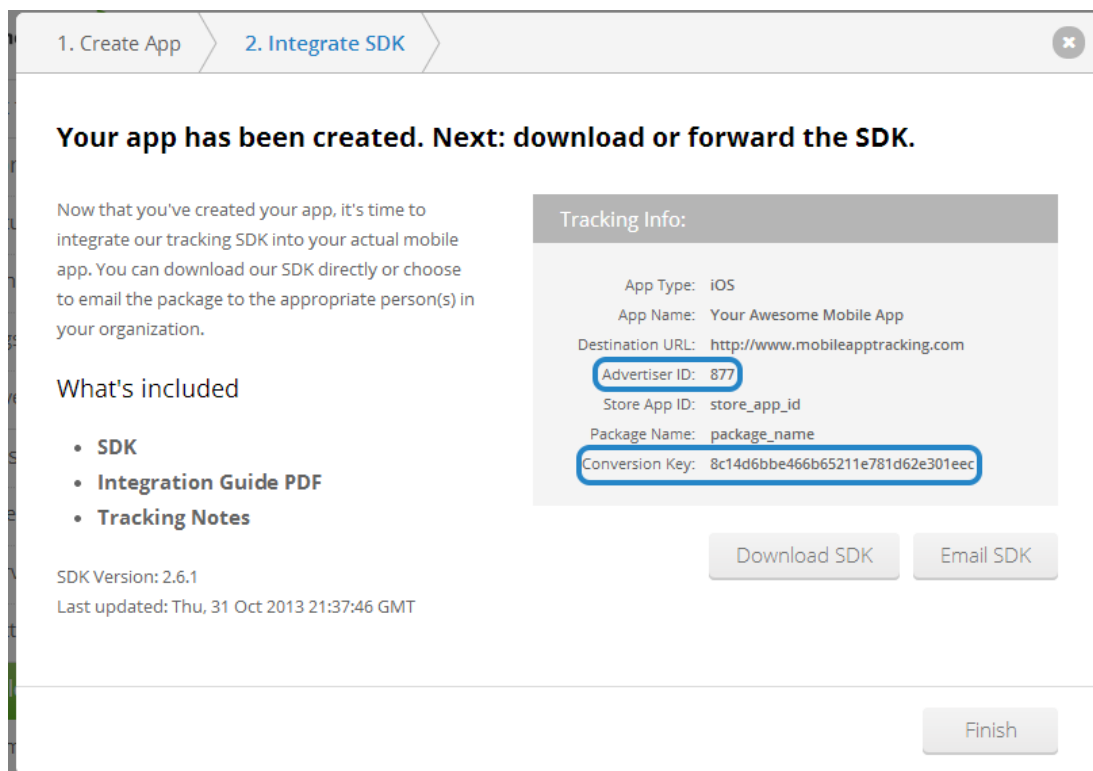 1. Create App
2. Integrate SDK
Your app has been created. Next: download or forward the SDK.
Now that you've created your app, it's time to
integrate our tracking SDK into your actual mobile
app. You can download our SDK directly or choose
to email the package to the appropriate person(s) in
your organization.
What's included
• SDK
• Integration Guide PDF
• Tracking Notes
SDK Version: 2.6.1
Last updated: Thu, 31 Oct 2013 21:37:46 GMT
Tracking Info:
App Type: iOS
App Name: Your Awesome Mobile App
Destination URL: http://www.mobileapptracking.com
Advertiser ID: 877
Store App ID: store_app_id
Package Name: package_name
Conversion Key: 8c14d6bbe466b65211e781d62e301eec
Download SDK
Email SDK
Finish